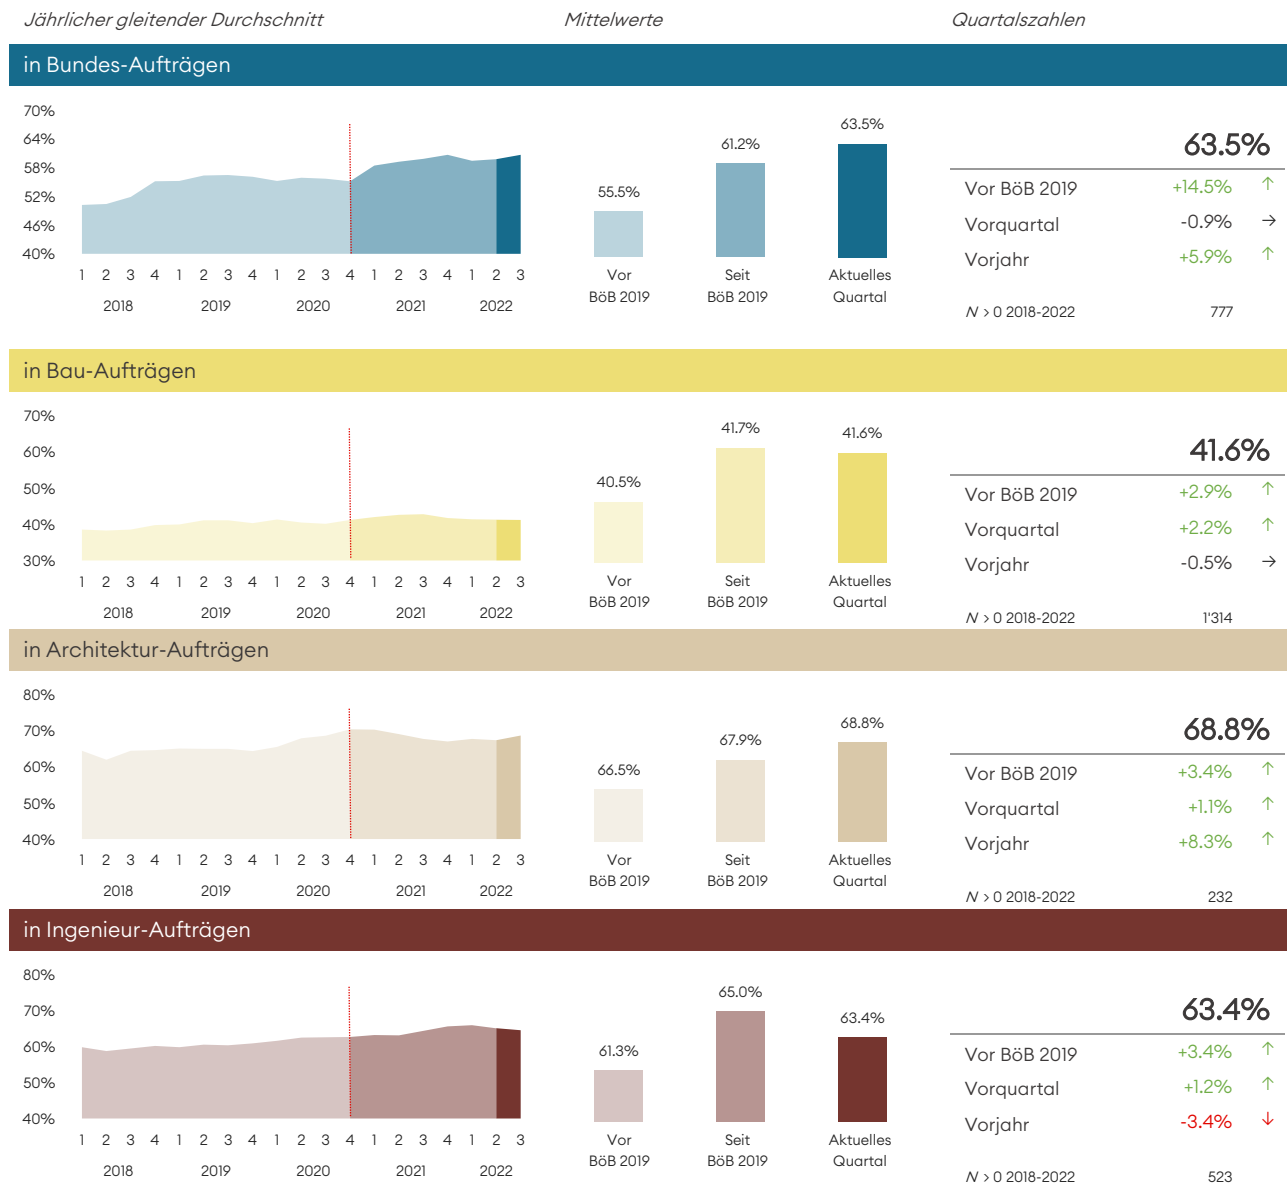 Jährlicher gleitender Durchschnitt Mittelwerte Quartalszahlen
in Bundes-Aufträgen
70%
64%
58%
52%
46%
40%
1 2 3 4 1 2 3 4 1 2 3 4 1 2 3 4 1 2 3
2018 2019 2020 2021 2022
55.5% 61.2% 63.5%
Vor Seit Aktuelles
BöB 2019 BöB 2019 Quartal
63.5%
Vor BöB 2019 +14.5% ↑
Vorquartal -0.9% →
Vorjahr +5.9% ↑
N > 0 2018-2022 777
in Bau-Aufträgen
70%
60%
50%
40%
30%
1 2 3 4 1 2 3 4 1 2 3 4 1 2 3 4 1 2 3
2018 2019 2020 2021 2022
40.5% 41.7% 41.6%
Vor Seit Aktuelles
BöB 2019 BöB 2019 Quartal
41.6%
Vor BöB 2019 +2.9% ↑
Vorquartal +2.2% ↑
Vorjahr -0.5% →
N > 0 2018-2022 1'314
in Architektur-Aufträgen
80%
70%
60%
50%
40%
1 2 3 4 1 2 3 4 1 2 3 4 1 2 3 4 1 2 3
2018 2019 2020 2021 2022
66.5% 67.9% 68.8%
Vor Seit Aktuelles
BöB 2019 BöB 2019 Quartal
68.8%
Vor BöB 2019 +3.4% ↑
Vorquartal +1.1% ↑
Vorjahr +8.3% ↑
N > 0 2018-2022 232
in Ingenieur-Aufträgen
80%
70%
60%
50%
40%
1 2 3 4 1 2 3 4 1 2 3 4 1 2 3 4 1 2 3
2018 2019 2020 2021 2022
61.3% 65.0% 63.4%
Vor Seit Aktuelles
BöB 2019 BöB 2019 Quartal
63.4%
Vor BöB 2019 +3.4% ↑
Vorquartal +1.2% ↑
Vorjahr -3.4% ↓
N > 0 2018-2022 523